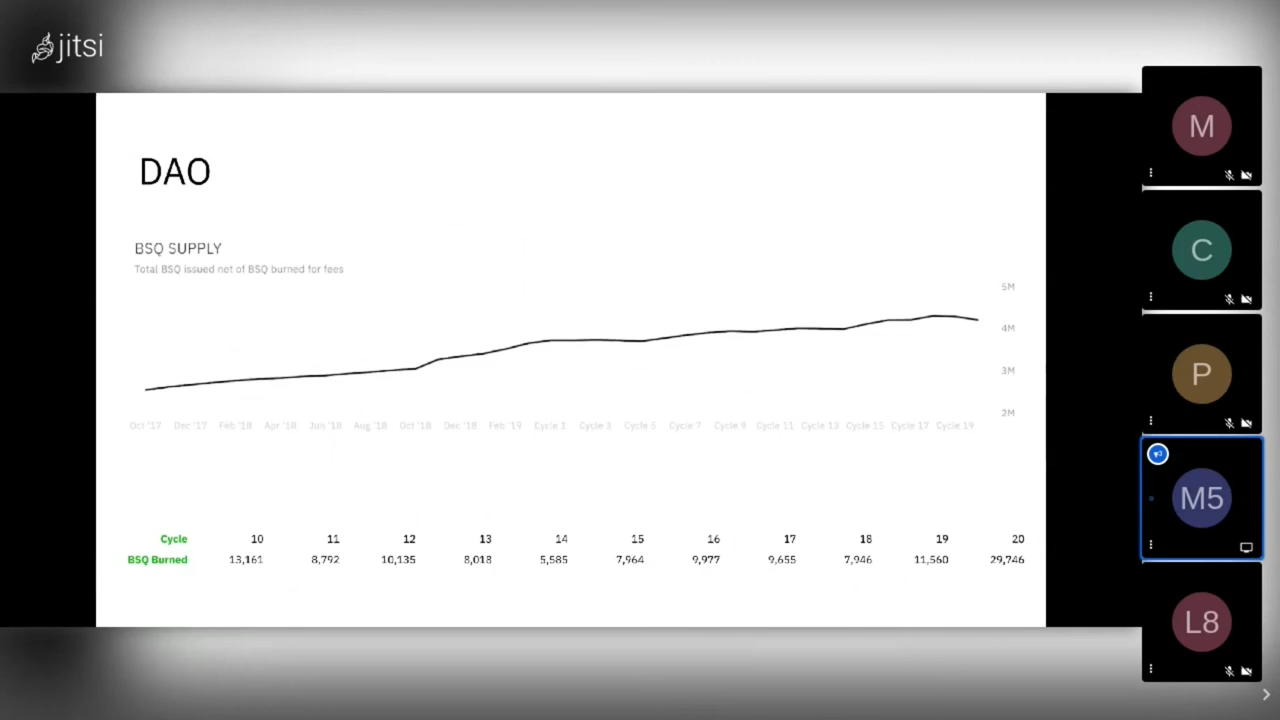 jitsi
DAO
BSQ SUPPLY
Total BSQ issued net of BSQ burned for fees
5M
4M
3M
2M
Oct '17 Dec '17 Feb '18 Apr '18 Jun '18 Aug '18 Oct '18 Dec '18 Feb '19 Cycle 1 Cycle 3 Cycle 5 Cycle 7 Cycle 9 Cycle 11 Cycle 13 Cycle 15 Cycle 17 Cycle 19
Cycle 10 11 12 13 14 15 16 17 18 19 20
BSQ Burned 13,161 8,792 10,135 8,018 5,585 7,964 9,977 9,655 7,946 11,560 29,746
M
C
P
M5
L8